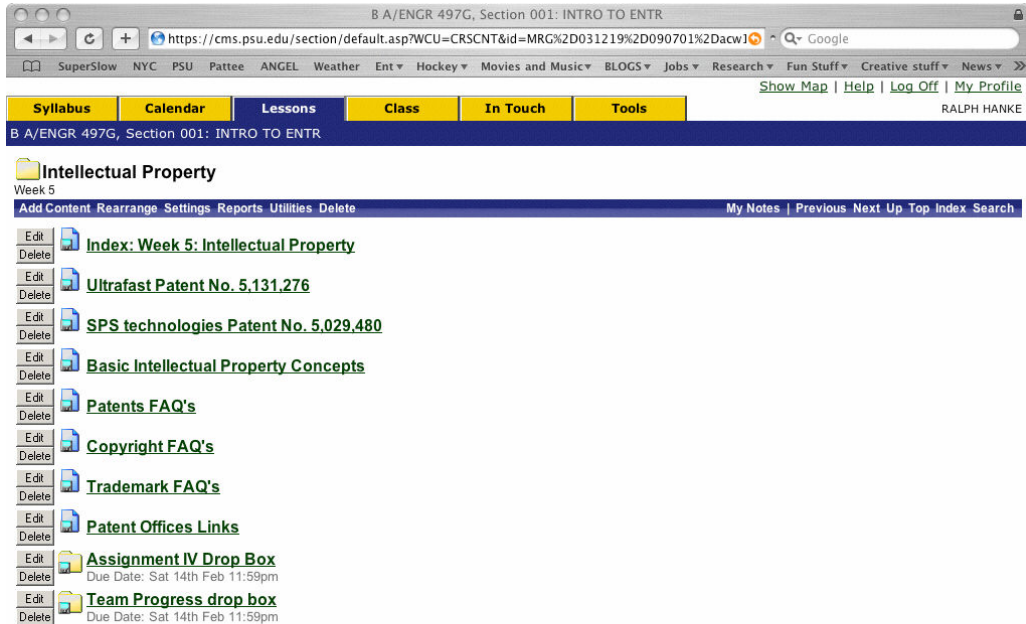 B A/ENGR 497G, Section 001: INTRO TO ENTR
https://cms.psu.edu/section/default.asp?WCU=CRSCNT&id=MRG%2D031219%2D090701%2Dacw1 Google
SuperSlow NYC PSU Pattee ANGEL Weather Ent Hockey Movies and Music BLOGS Jobs Research Fun Stuff Creative stuff News
Show Map | Help | Log Off | My Profile
Syllabus Calendar Lessons Class In Touch Tools RALPH HANKE
B A/ENGR 497G, Section 001: INTRO TO ENTR
Intellectual Property
Week 5
Add Content Rearrange Settings Reports Utilities Delete My Notes | Previous Next Up Top Index Search
Edit
Delete
Index: Week 5: Intellectual Property
Edit
Delete
Ultrafast Patent No. 5,131,276
Edit
Delete
SPS technologies Patent No. 5,029,480
Edit
Delete
Basic Intellectual Property Concepts
Edit
Delete
Patents FAQ's
Edit
Delete
Copyright FAQ's
Edit
Delete
Trademark FAQ's
Edit
Delete
Patent Offices Links
Edit
Delete
Assignment IV Drop Box
Due Date: Sat 14th Feb 11:59pm
Edit
Delete
Team Progress drop box
Due Date: Sat 14th Feb 11:59pm